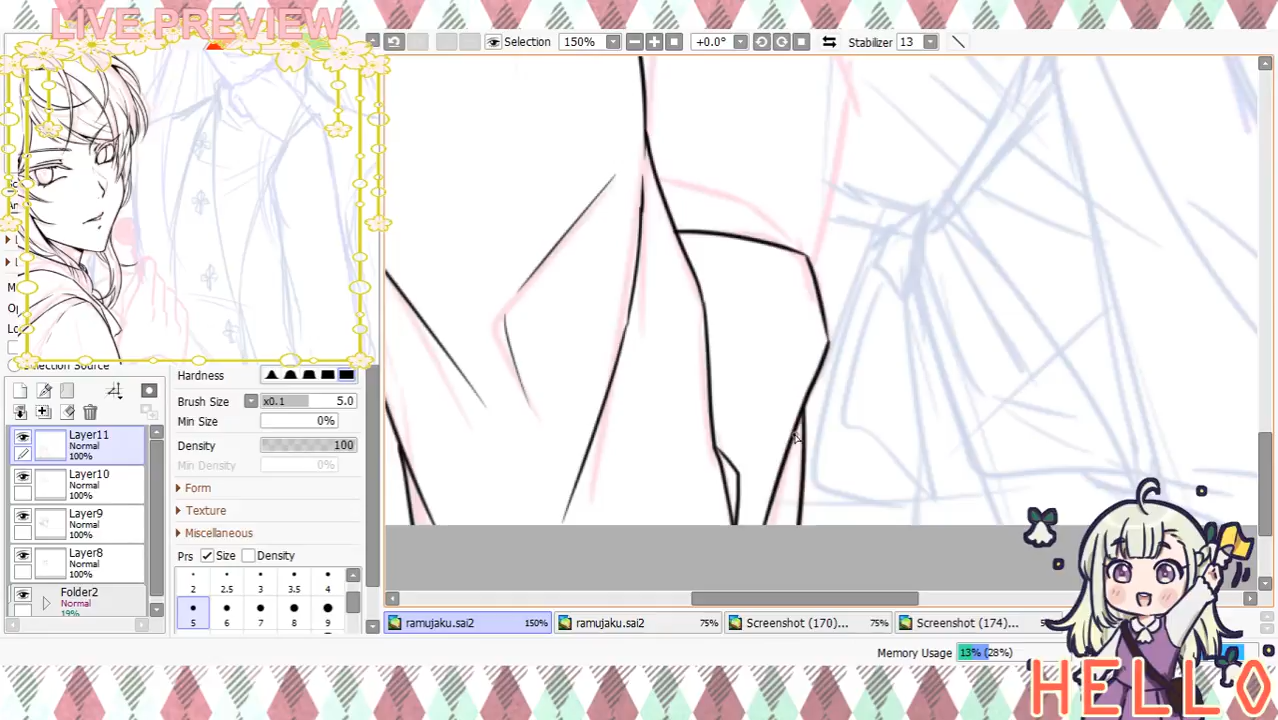 LIVE PREVIEW
Selection
150%
+0.0°
Stabilizer
13
Hardness
Brush Size
x0.1
5.0
Min Size
0%
Density
100
Min Density
0%
Form
Texture
Miscellaneous
Prs
Size
Density
2
2.5
3
3.5
4
5
6
7
8
9
Layer11
Normal
100%
Layer10
Normal
100%
Layer9
Normal
100%
Layer8
Normal
100%
Folder2
Normal
19%
ramujaku.sai2
150%
ramujaku.sai2
75%
Screenshot (170)...
75%
Screenshot (174)...
Memory Usage
13% (28%)
HELLO